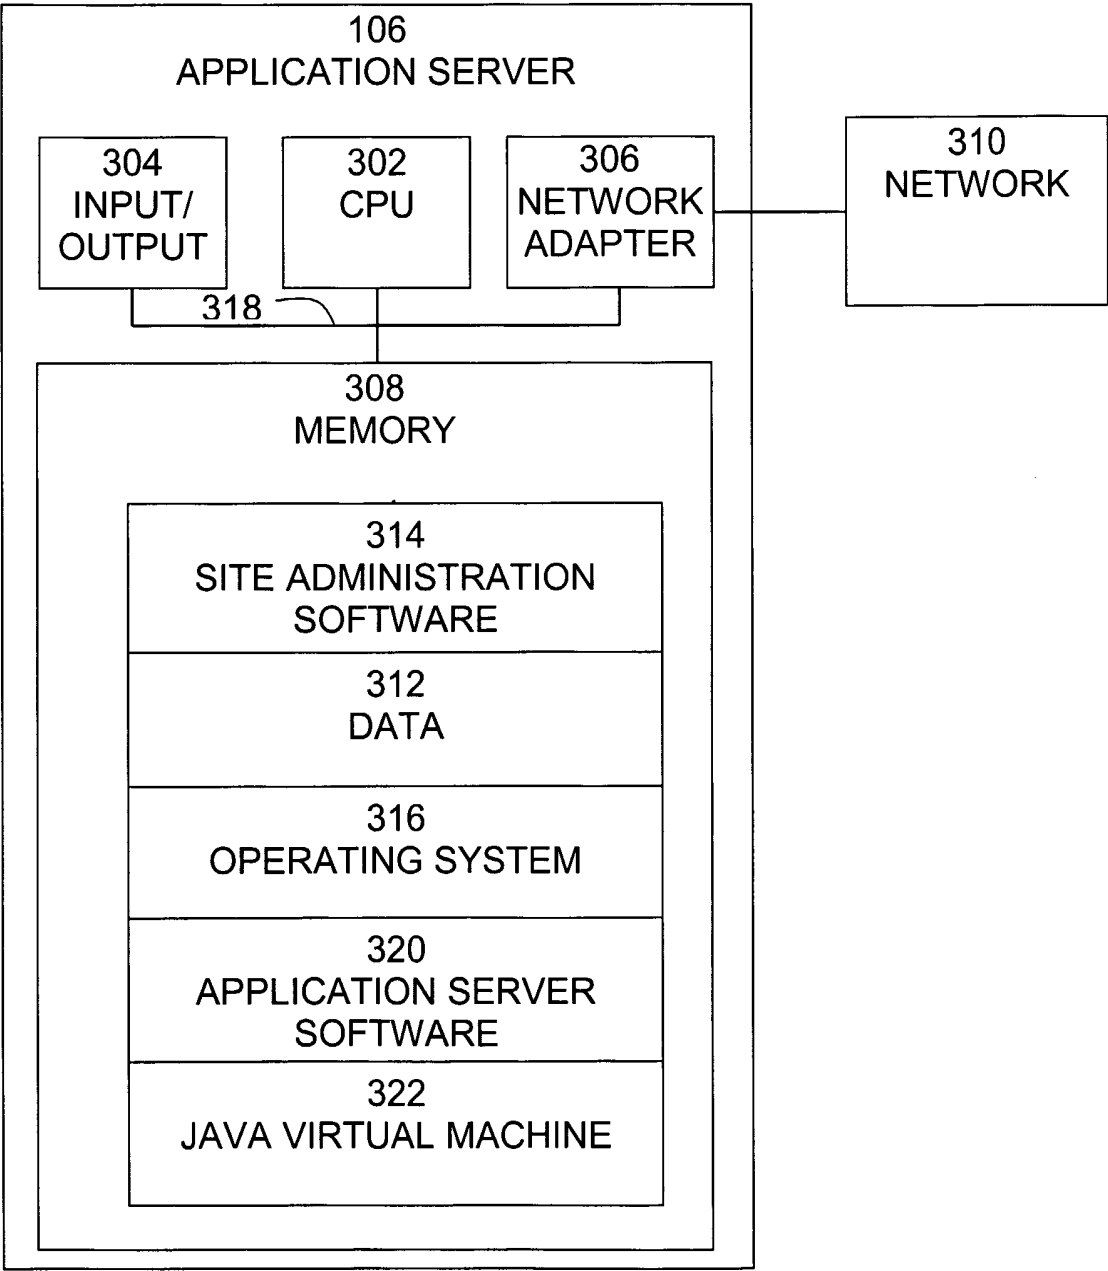 106
APPLICATION SERVER
304
INPUT/
OUTPUT
302
CPU
306
NETWORK
ADAPTER
310
NETWORK
318
308
MEMORY
314
SITE ADMINISTRATION
SOFTWARE
312
DATA
316
OPERATING SYSTEM
320
APPLICATION SERVER
SOFTWARE
322
JAVA VIRTUAL MACHINE